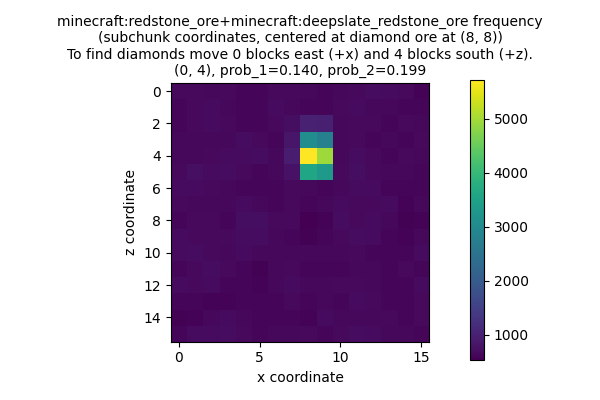 minecraft:redstone_ore+minecraft:deepslate_redstone_ore frequency
(subchunk coordinates, centered at diamond ore at (8, 8))
To find diamonds move 0 blocks east (+x) and 4 blocks south (+z).
(0, 4), prob_1=0.140, prob_2=0.199
0
2
4
6
8
10
12
14
z coordinate
0
5
10
15
x coordinate
5000
4000
3000
2000
1000